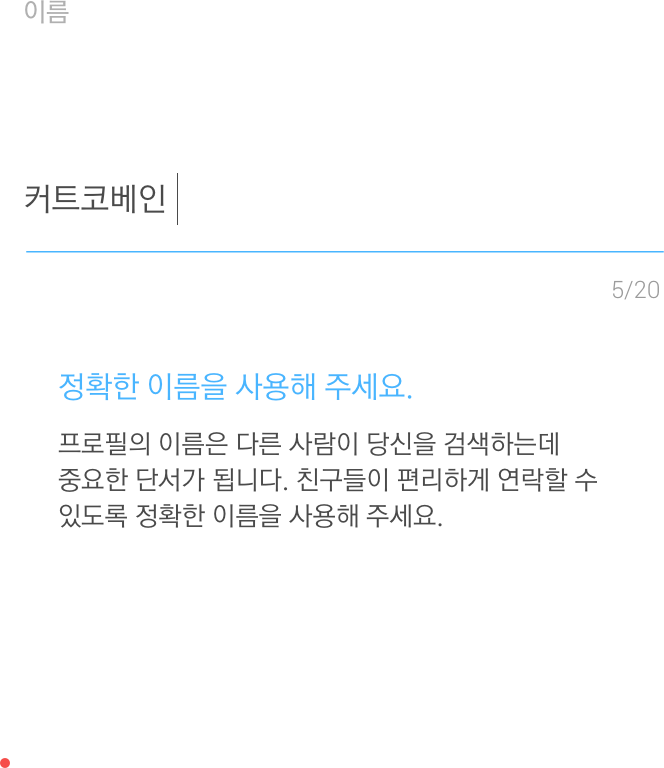 이름
커트코베인
5/20
정확한 이름을 사용해 주세요.
프로필의 이름은 다른 사람이 당신을 검색하는데
중요한 단서가 됩니다. 친구들이 편리하게 연락할 수
있도록 정확한 이름을 사용해 주세요.